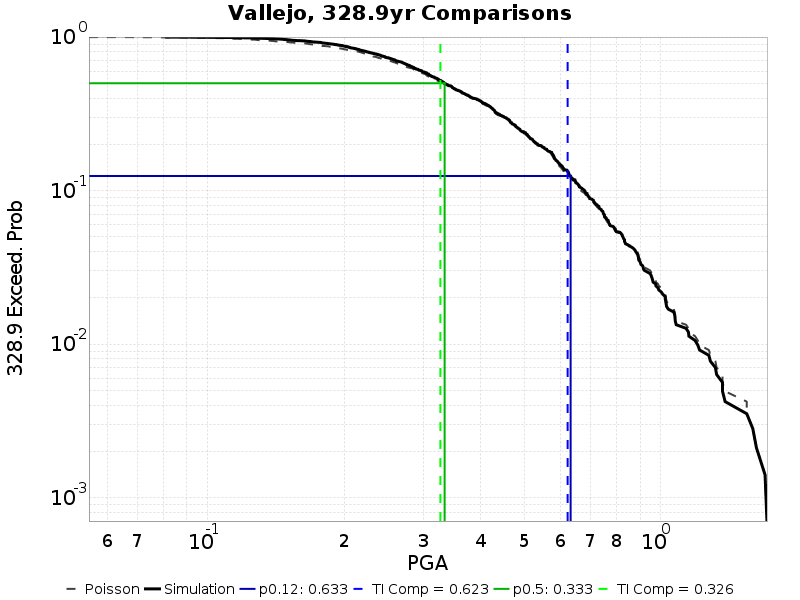 Vallejo, 328.9yr Comparisons
10^0
10^-1
10^-2
10^-3
328.9 Exceed. Prob
6 7 10^-1 2 3 4 5 6 7 8 10^0
PGA
Poisson Simulation p0.12: 0.633 TI Comp = 0.623 p0.5: 0.333 TI Comp = 0.326